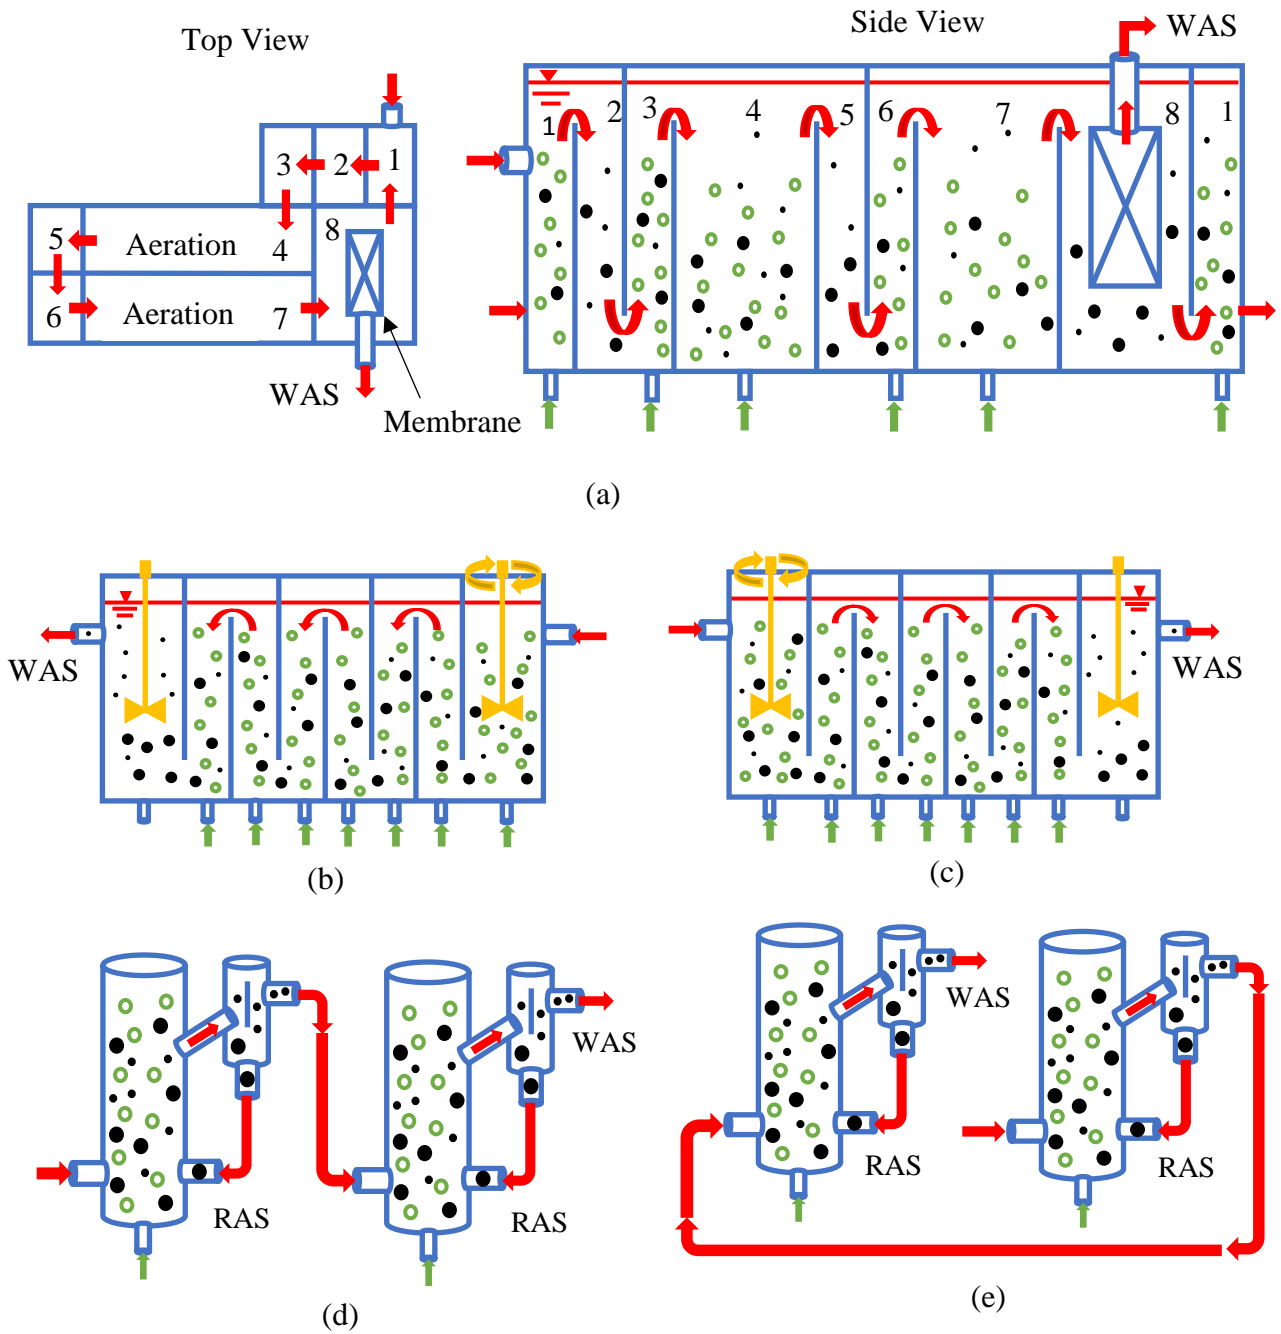 Top View
Side View
WAS
1
2
3
4
5
6
7
8
1
3
2
1
5
Aeration
4
8
6
Aeration
7
WAS
Membrane
(a)
WAS
WAS
(b)
(c)
WAS
RAS
RAS
(d)
WAS
RAS
RAS
(e)